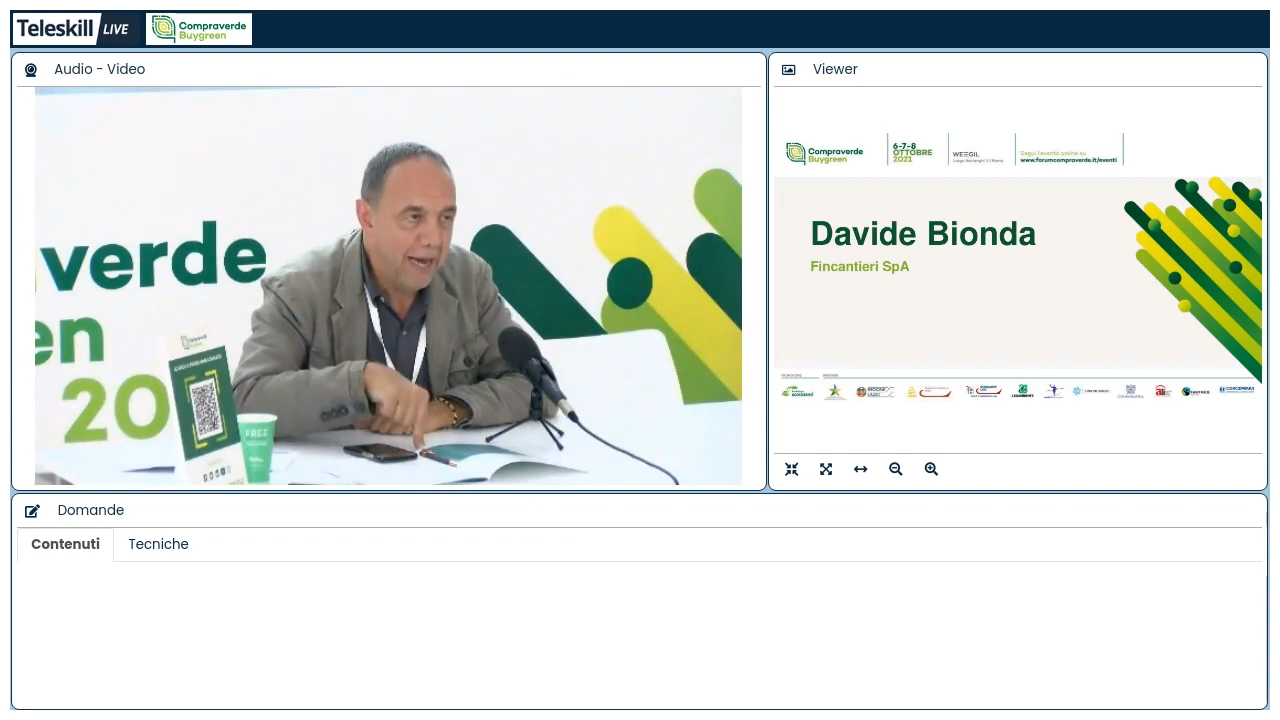 Teleskill LIVE
Compraverde
Buygreen
Audio - Video
verde
en
20
FREE
Viewer
Compraverde
Buygreen
6-7-8
OTTOBRE
2021
WEGIL
Segui l'evento online su
www.forumcompraverde.it/eventi
Davide Bionda
Fincantieri SpA
Domande
Contenuti
Tecniche